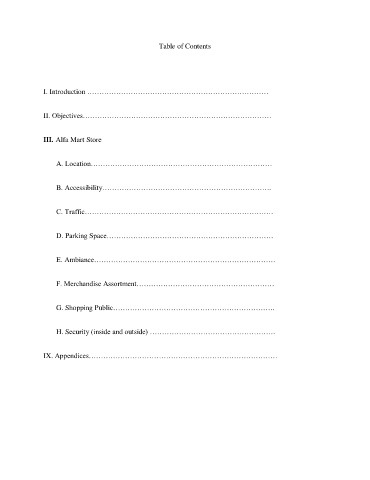 Table of Contents
I. Introduction ……………………………………………………………………
II. Objectives………………………………………………………………………
III. Alfa Mart Store
A. Location……………………………………………………………………
B. Accessibility………………………………………………………………
C. Traffic………………………………………………………………………
D. Parking Space………………………………………………………………
E. Ambiance……………………………………………………………………
F. Merchandise Assortment……………………………………………………
G. Shopping Public……………………………………………………………..
H. Security (inside and outside) ………………………………………………
IX. Appendices………………………………………………………………………